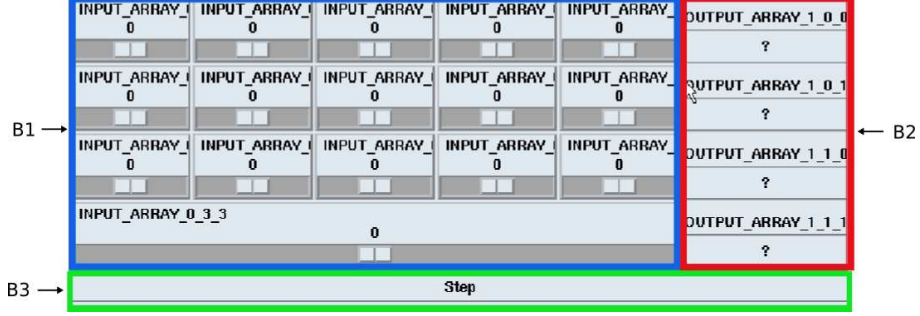 INPUT_ARRAY_ INPUT_ARRAY_ INPUT_ARRAY_ INPUT_ARRAY_ INPUT_ARRAY_ OUTPUT_ARRAY_1_0_0
0 0 0 0 0
?
INPUT_ARRAY_ INPUT_ARRAY_ INPUT_ARRAY_ INPUT_ARRAY_ INPUT_ARRAY_ OUTPUT_ARRAY_1_0_1
0 0 0 0 0
?
B1 B2
INPUT_ARRAY_ INPUT_ARRAY_ INPUT_ARRAY_ INPUT_ARRAY_ INPUT_ARRAY_ OUTPUT_ARRAY_1_1_0
0 0 0 0 0
?
INPUT_ARRAY_0_3_3 OUTPUT_ARRAY_1_1_1
0
?
B3 Step